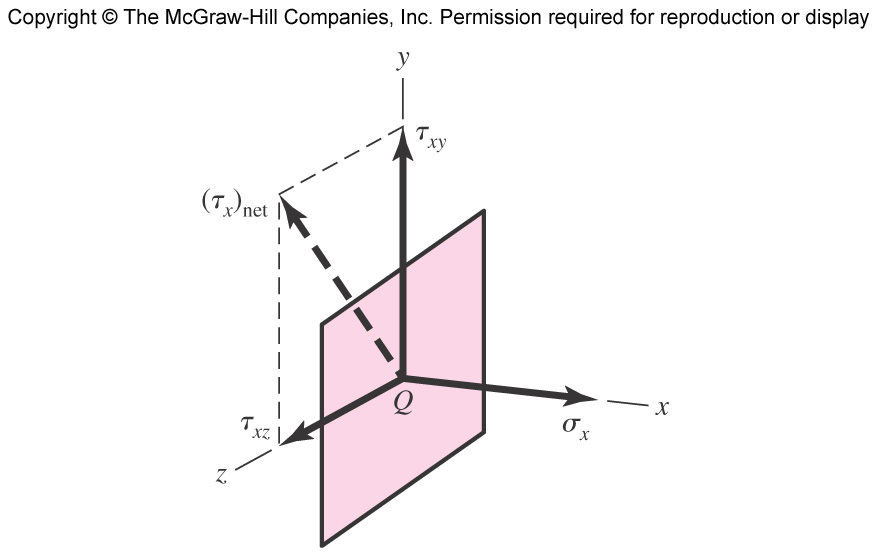 Copyright © The McGraw-Hill Companies, Inc. Permission required for reproduction or display
y
τxy
(τx)net
Q
τxz
x
σx
z